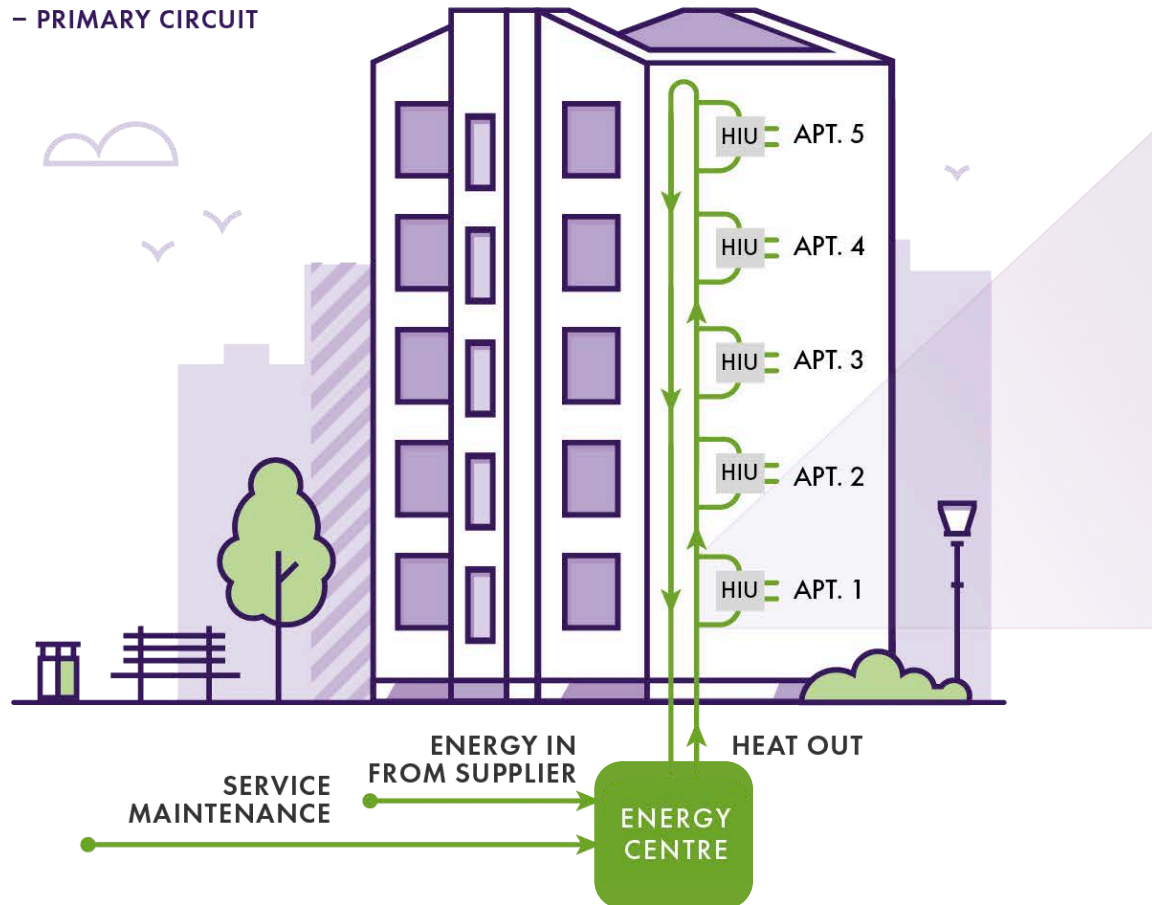 – PRIMARY CIRCUIT
HIU
APT. 5
HIU
APT. 4
HIU
APT. 3
HIU
APT. 2
HIU
APT. 1
ENERGY IN
FROM SUPPLIER
HEAT OUT
SERVICE
MAINTENANCE
ENERGY
CENTRE